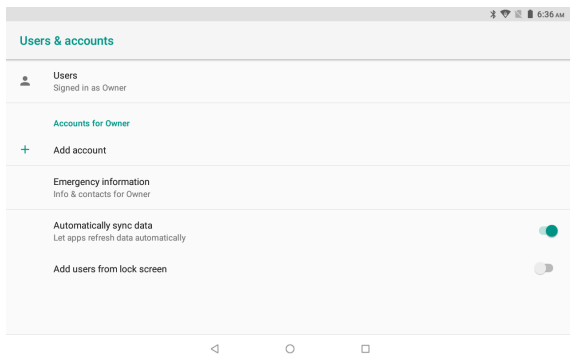 6:36 AM
Users & accounts
Users
Signed in as Owner
Accounts for Owner
Add account
Emergency information
Info & contacts for Owner
Automatically sync data
Let apps refresh data automatically
Add users from lock screen